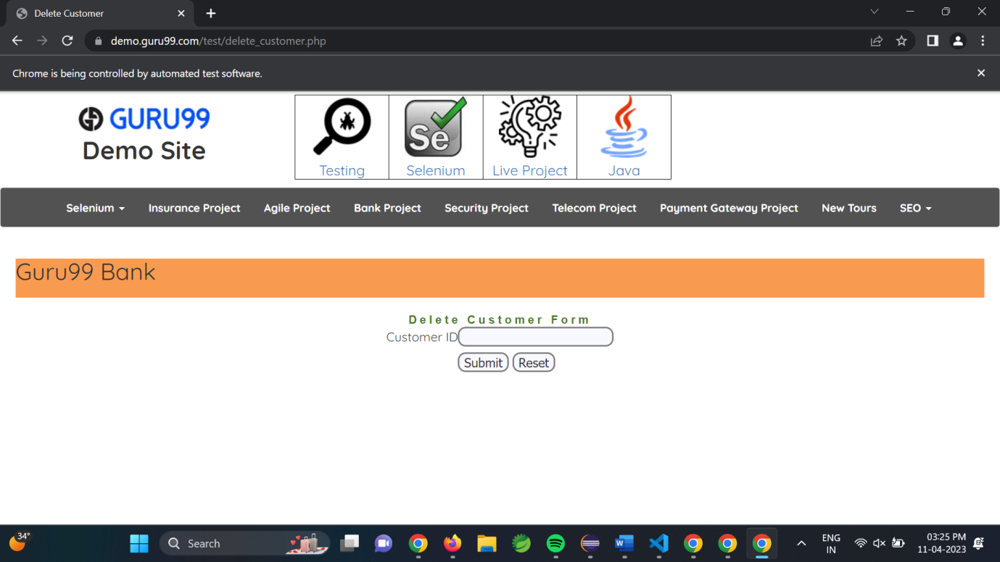 Delete Customer
demo.guru99.com/test/delete_customer.php
Chrome is being controlled by automated test software.
GURU99
Demo Site
Se
Testing Selenium Live Project Java
Selenium Insurance Project Agile Project Bank Project Security Project Telecom Project Payment Gateway Project New Tours SEO
Guru99 Bank
Delete Customer Form
Customer ID
Submit Reset
34°
Search
W
ENG
IN
03:25 PM
11-04-2023